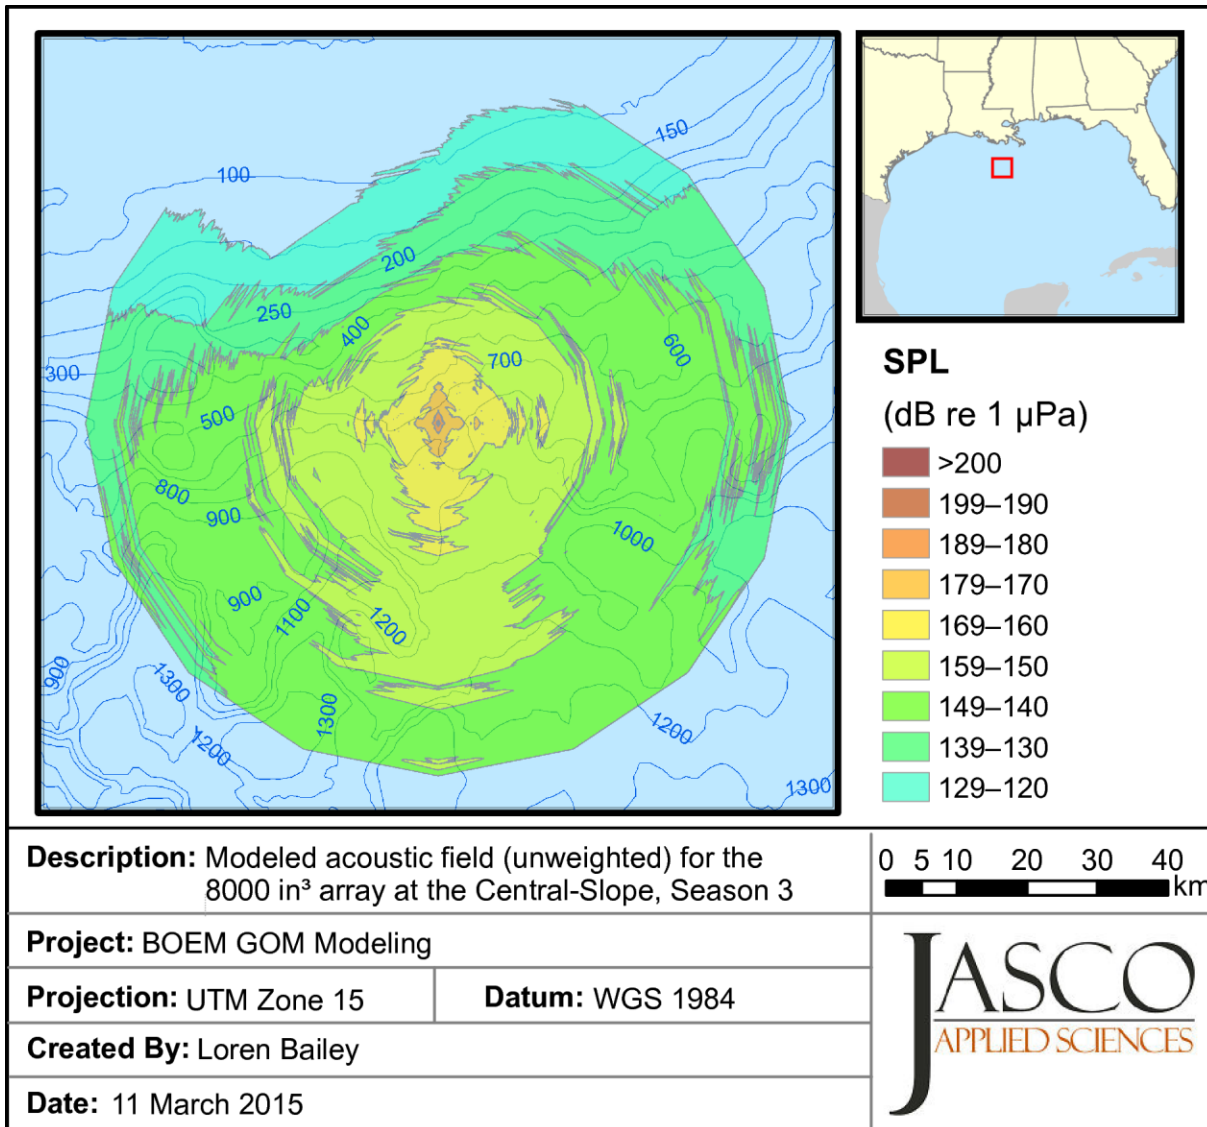 150
100
200
250
400
700
600
300
500
800
900
1000
900
1100
1200
900
1300
1300
1200
1200
1300
SPL
(dB re 1 µPa)
>200
199–190
189–180
179–170
169–160
159–150
149–140
139–130
129–120
Description: Modeled acoustic field (unweighted) for the
8000 in³ array at the Central-Slope, Season 3
0 5 10 20 30 40
km
Project: BOEM GOM Modeling
Projection: UTM Zone 15
Datum: WGS 1984
Created By: Loren Bailey
Date: 11 March 2015
JASCO
APPLIED SCIENCES